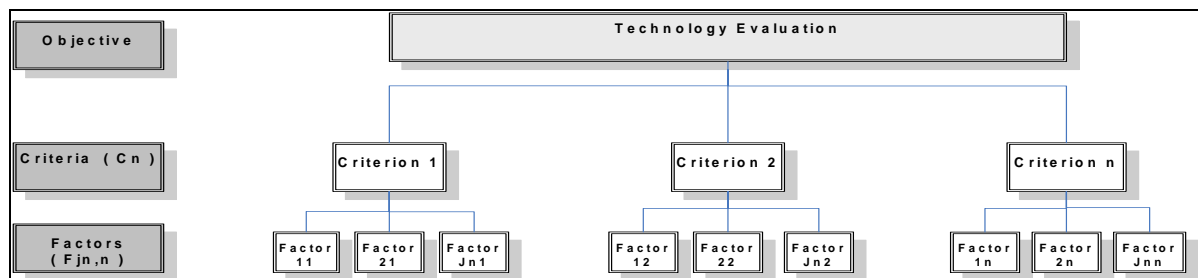 Objective
Technology Evaluation
Criteria ( Cn )
Criterion 1
Criterion 2
Criterion n
Factors
( Fjn,n )
Factor
11
Factor
21
Factor
Jn1
Factor
12
Factor
22
Factor
Jn2
Factor
1n
Factor
2n
Factor
Jnn